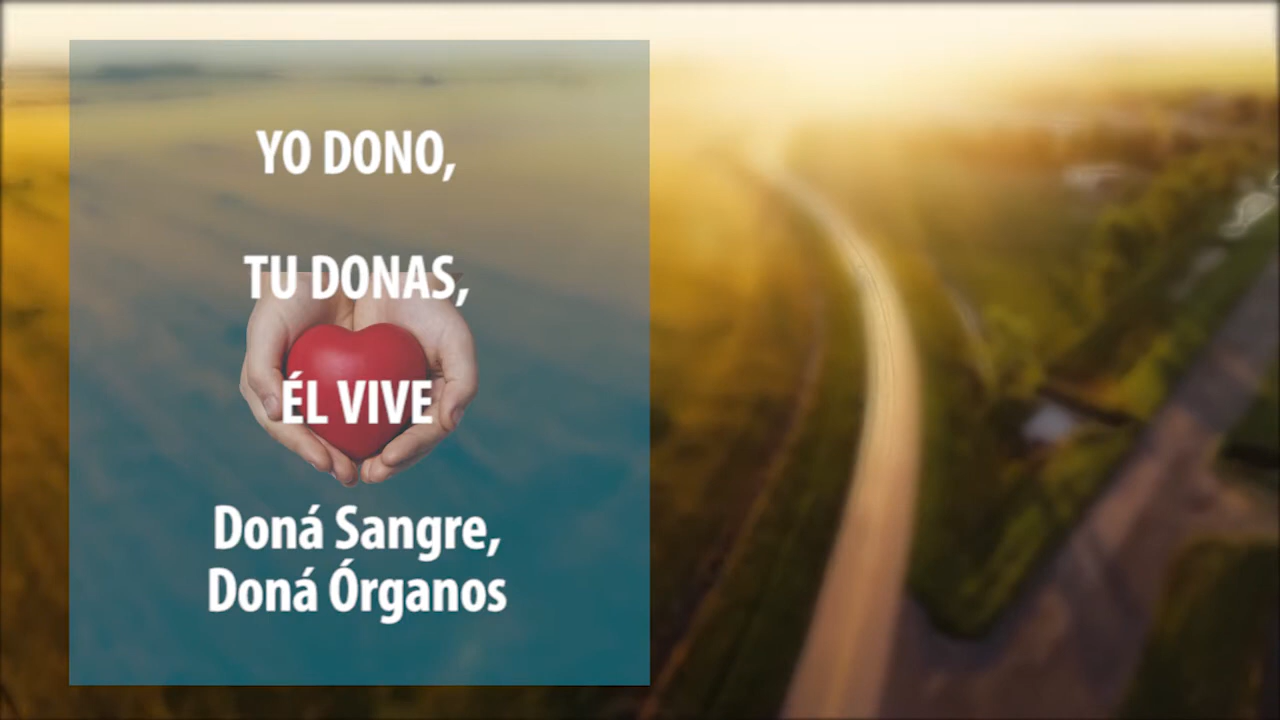 YO DONO,
TU DONAS,
ÉL VIVE
Doná Sangre,
Doná Órganos